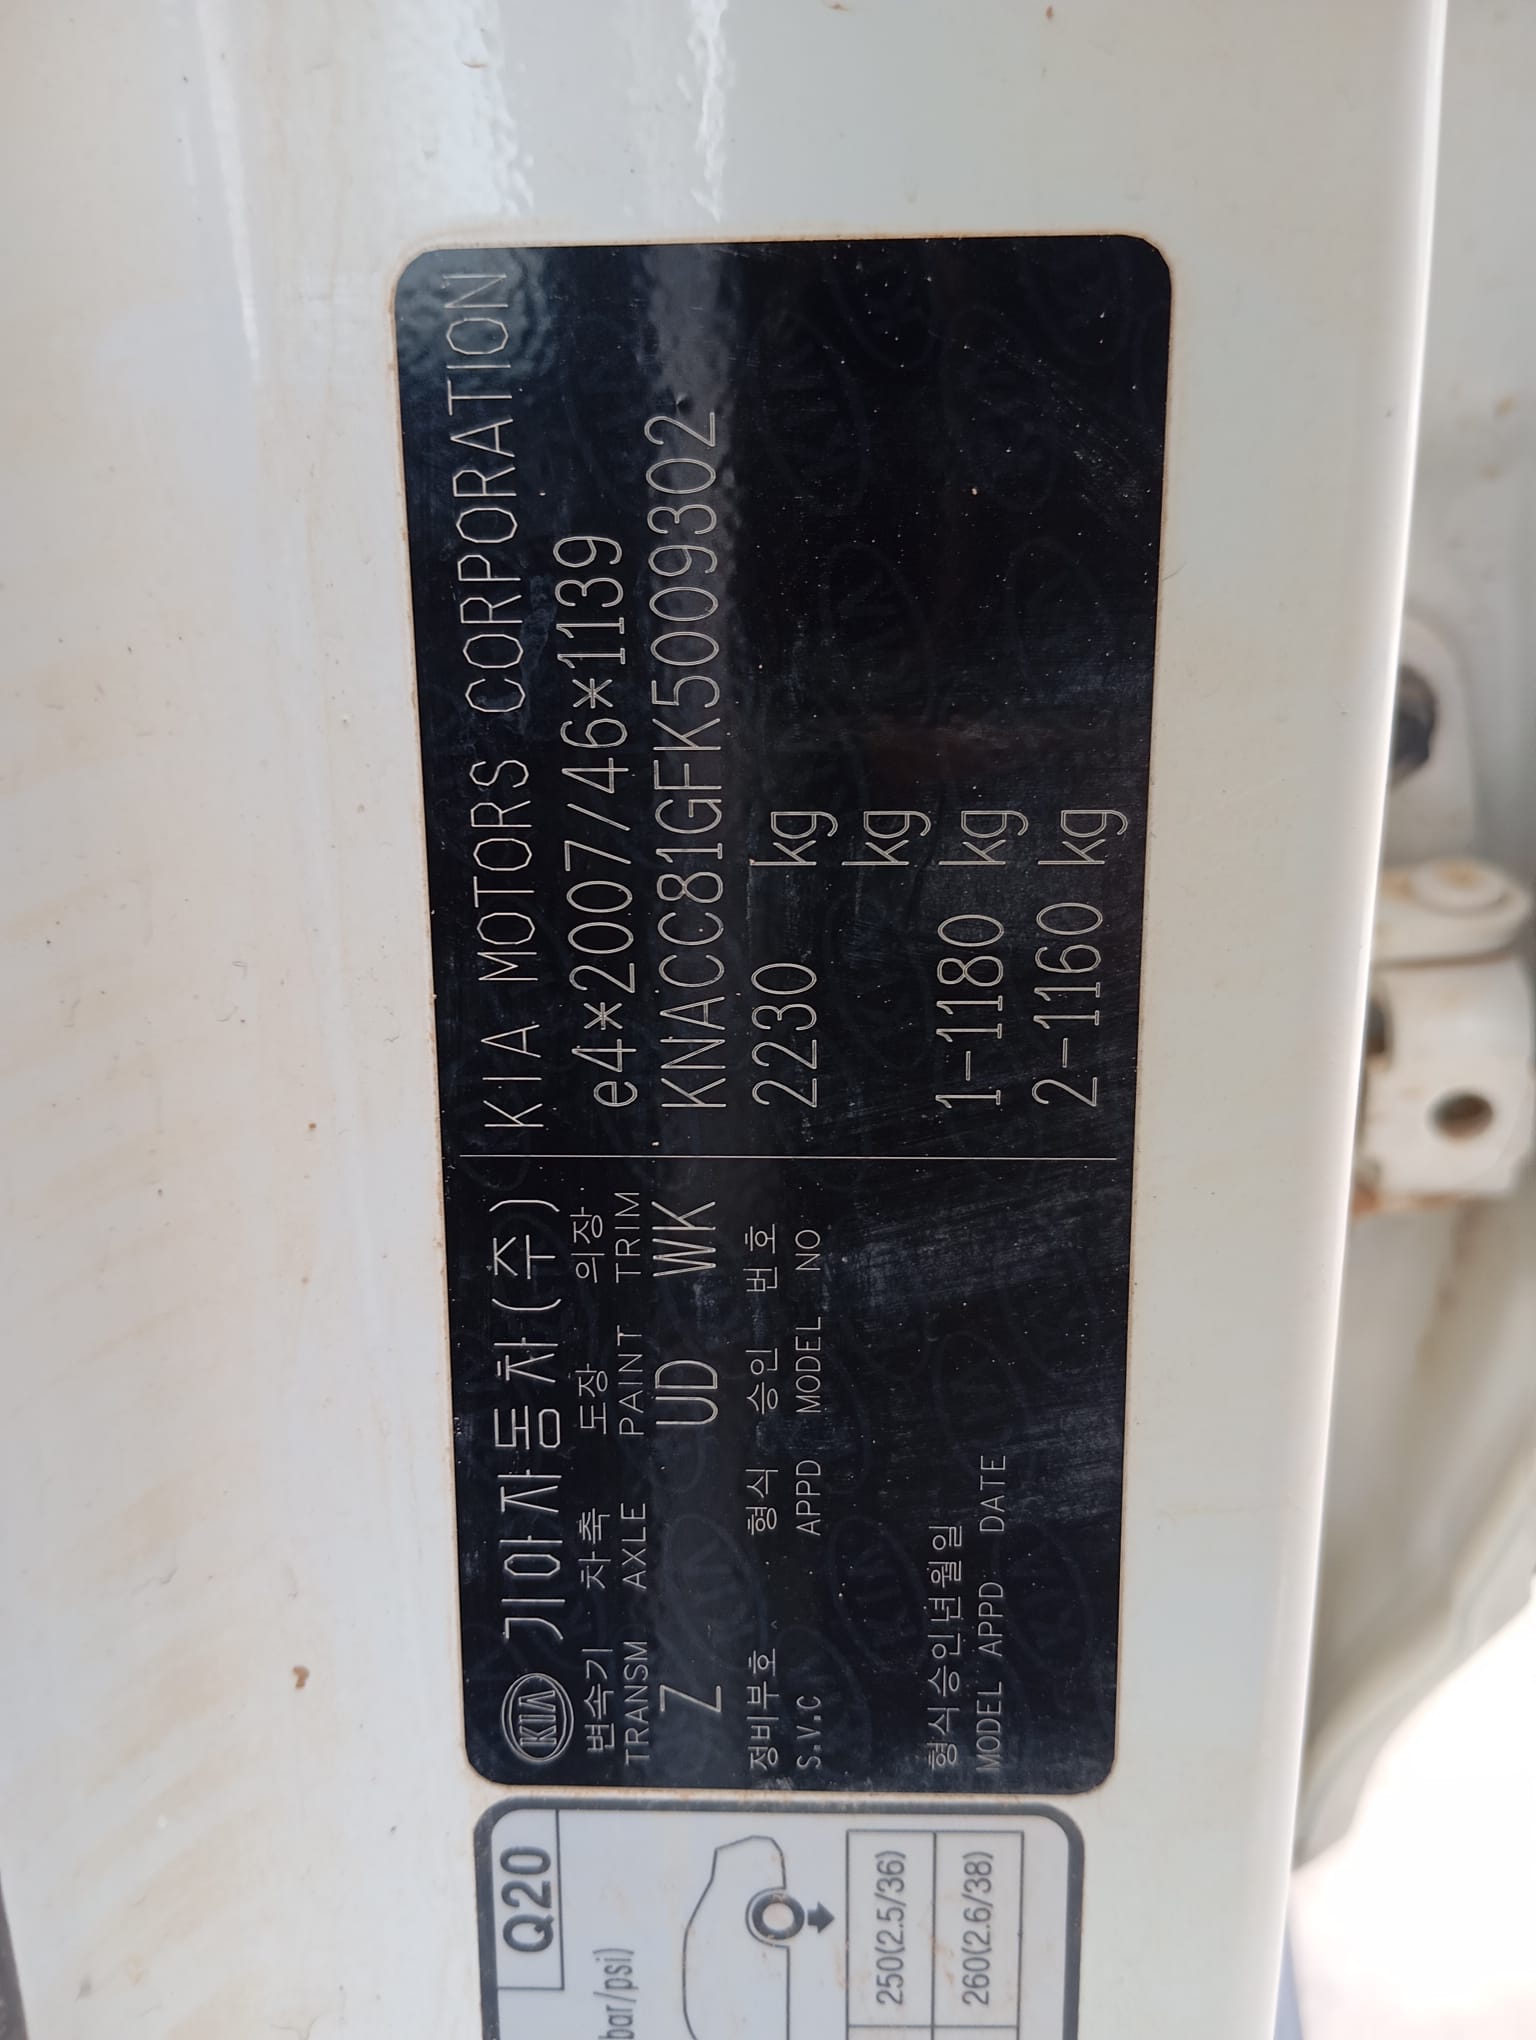 KIA 기아자동차(주) KIA MOTORS CORPORATION
변속기 차축 도장 의장
TRANSM AXLE PAINT TRIM
e4*2007/46*1139
Z UD WK
KNACC81GFK5009302
정비부호 형식 승인 번호
S.V.C APPD MODEL NO
2230 kg
kg
형식승인년월일
MODEL APPD DATE
1-1180 kg
2-1160 kg
Q20
bar/psi)
250(2.5/36)
260(2.6/38)